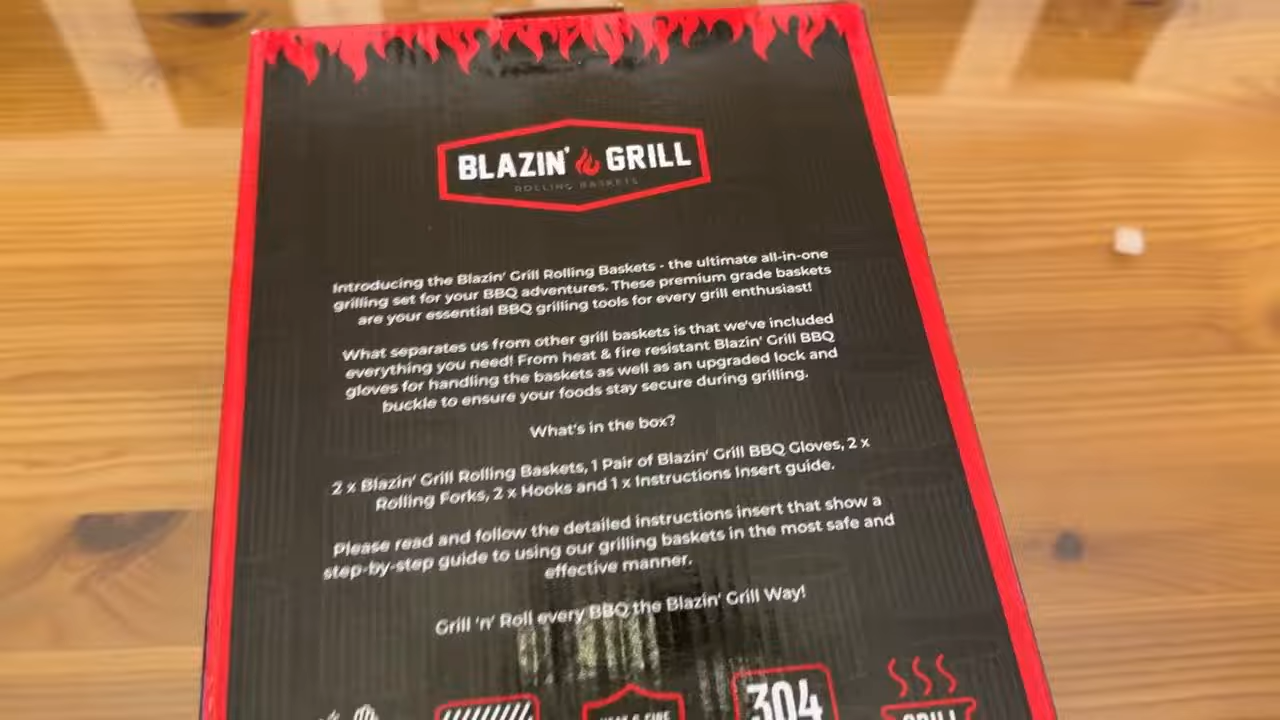 BLAZIN' GRILL
ROLLING BASKETS
Introducing the Blazin' Grill Rolling Baskets - the ultimate all-in-one
grilling set for your BBQ adventures. These premium grade baskets
are your essential BBQ grilling tools for every grill enthusiast!
What separates us from other grill baskets is that we've included
everything you need! From heat & fire resistant Blazin' Grill BBQ
gloves for handling the baskets as well as an upgraded lock and
buckle to ensure your foods stay secure during grilling.
What's in the box?
2 x Blazin' Grill Rolling Baskets, 1 Pair of Blazin' Grill BBQ Gloves, 2 x
Rolling Forks, 2 x Hooks and 1 x Instructions Insert guide.
Please read and follow the detailed instructions insert that show a
step-by-step guide to using our grilling baskets in the most safe and
effective manner.
Grill 'n' Roll every BBQ the Blazin' Grill Way!
HEAT & FIRE
304
GRILL